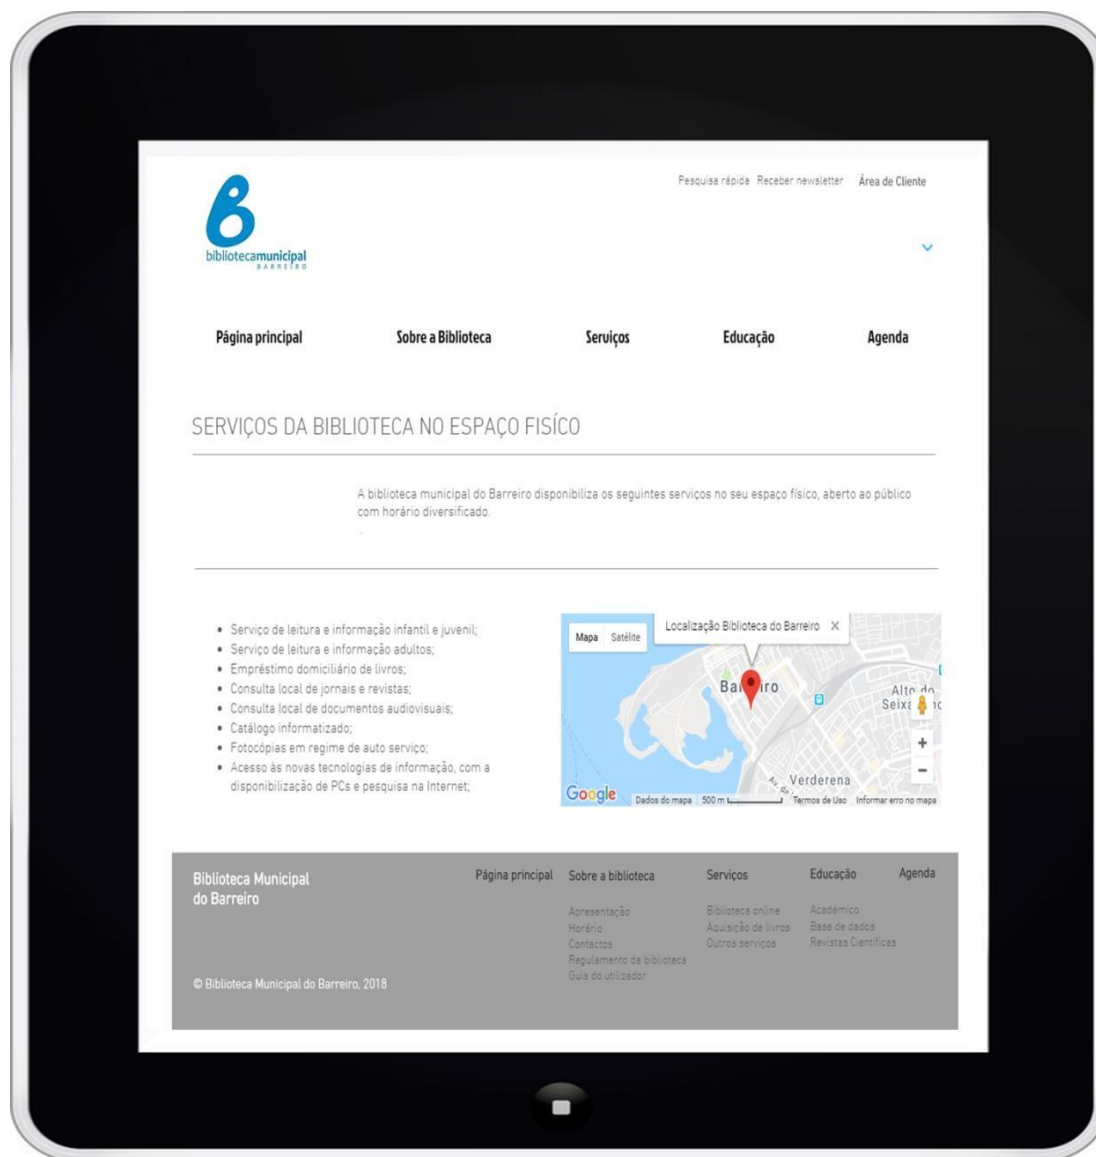 Pesquisa rápida Receber newsletter Área de Cliente
bibliotecamunicipal
BARREIRO
Página principal Sobre a Biblioteca Serviços Educação Agenda
SERVIÇOS DA BIBLIOTECA NO ESPAÇO FISÍCO
A biblioteca municipal do Barreiro disponibiliza os seguintes serviços no seu espaço físico, aberto ao público
com horário diversificado.
.
• Serviço de leitura e informação infantil e juvenil;
• Serviço de leitura e informação adultos;
• Empréstimo domiciliário de livros;
• Consulta local de jornais e revistas;
• Consulta local de documentos audiovisuais;
• Catálogo informatizado;
• Fotocópias em regime de auto serviço;
• Acesso às novas tecnologias de informação, com a
disponibilização de PCs e pesquisa na Internet;
Mapa Satélite
Localização Biblioteca do Barreiro ×
Alto do
Verderena
Google Dados do mapa 500 m Termos de Uso Informar erro no mapa
Biblioteca Municipal
do Barreiro
© Biblioteca Municipal do Barreiro, 2018
Página principal
Sobre a biblioteca
Apresentação
Horário
Contactos
Regulamento da biblioteca
Guia do utilizador
Serviços
Biblioteca online
Aquisição de livros
Outros serviços
Educação
Académico
Base de dados
Revistas Científicas
Agenda